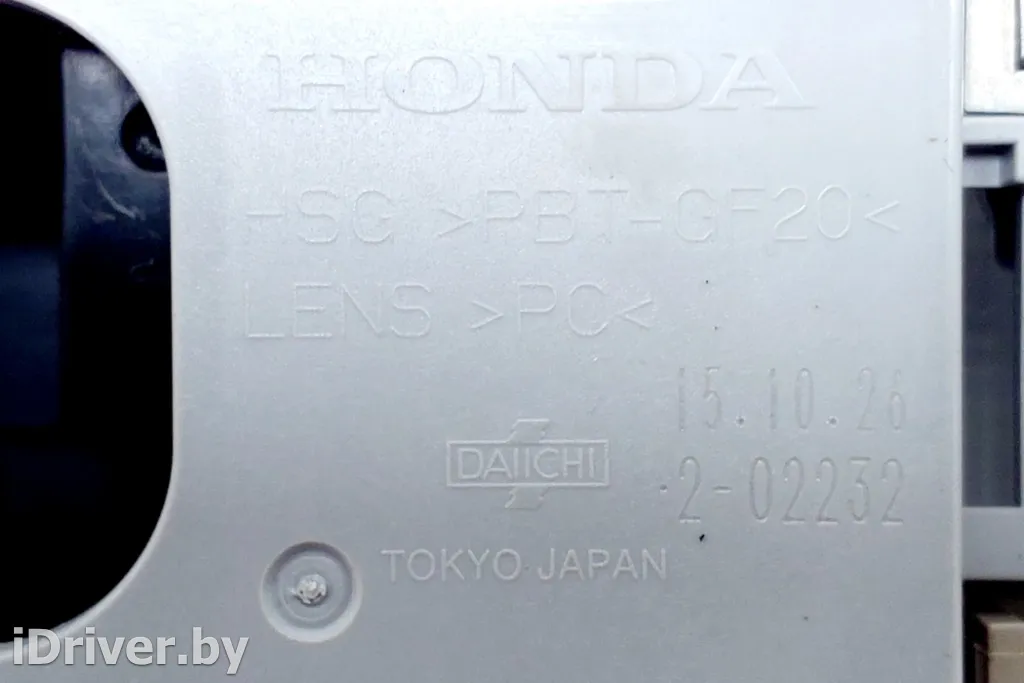 HONDA
HSG >PBT-GF20<
LENS >PC<
15.10.26
2-02232
DAIICHI
TOKYO JAPAN
iDriver.by